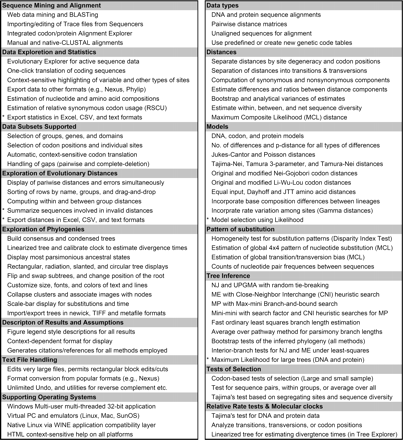 Sequence Mining and Alignment
Web data mining and BLASTing
Importing/editing of Trace files from Sequencers
Integrated codon/protein Alignment Explorer
Manual and native-CLUSTAL alignments
Data Exploration and Statistics
Evolutionary Explorer for active sequence data
One-click translation of coding sequences
Context-sensitive highlighting of variable and other types of sites
Export data to other formats (e.g., Nexus, Phylip)
Estimation of nucleotide and amino acid compositions
Estimation of relative synonymous codon usage (RSCU)
* Export statistics in Excel, CSV, and text formats
Data Subsets Supported
Selection of groups, genes, and domains
Selection of codon positions and individual sites
Automatic, context-sensitive codon translation
Handling of gaps (pairwise and complete-deletion)
Exploration of Evolutionary Distances
Display of pairwise distances and errors simultaneously
Sorting of rows by name, groups, and drag-and-drop
Computing within and between group distances
* Summarize sequences involved in invalid distances
* Export distances in Excel, CSV, and text formats
Exploration of Phylogenies
Build consensus and condensed trees
Linearized tree and calibrate clock to estimate divergence times
Display most parsimonious ancestral states
Rectangular, radiation, slanted, and circular tree displays
Flip and swap subtrees, and change position of the root
Customize size, fonts, and colors of text and lines
Collapse clusters and associate images with nodes
Scale-bar display for substitutions and time
Import/export trees in newick, TIFF and metafile formats
Description of Results and Assumptions
Figure legend style descriptions for all results
Context-dependent format for display
Generates citations/references for all methods employed
Text File Handling
Edits very large files, permits rectangular block edits/cuts
Format conversion from popular formats (e.g., Nexus)
Unlimited Undo, and utilities for reverse complement etc.
Supporting Operating Systems
Windows Multi-user multi-threaded 32-bit application
Virtual PC and emulators (Linux, Mac, SunOS)
Native Linux via WINE application compatibility layer
HTML context-sensitive help on all platforms
Data types
DNA and protein sequence alignments
Pairwise distance matrices
Unaligned sequences for alignment
Use predefined or create new genetic code tables
Distances
Separate distances by site degeneracy and codon positions
Separation of distances into transitions & transversions
Computation of synonymous and nonsynonymous components
Estimate differences and ratios between distance components
Bootstrap and analytical variances of estimates
Estimate within, between, and net sequence diversity
Maximum Composite Likelihood (MCL) distance
Models
DNA, codon, and protein models
No. of differences and p-distance for all types of differences
Jukes-Cantor and Poisson distances
Tajima-Nei, Tamura 3-parameter, and Tamura-Nei distances
Original and modified Nei-Gojobori codon distances
Original and modified Li-Wu-Lou codon distances
Equal input, Dayhoff and JTT amino acid distances
Incorporate base composition differences between lineages
Incorporate rate variation among sites (Gamma distances)
* Model selection using Likelihood
Pattern of substitution
Homogeneity test for substitution patterns (Disparity Index Test)
Estimation of global 4x4 pattern of nucleotide substitution (MCL)
Estimation of global transition/transversion bias (MCL)
Counts of nucleotide pair frequencies between sequences
Tree Inference
NJ and UPGMA with random tie-breaking
ME with Close-Neighbor Interchange (CNI) heuristic search
MP with Max-mini Branch-and-bound search
Mini-mini with search factor and CNI heuristic searches for MP
Fast ordinary least squares branch length estimation
Average over pathway method for parsimony branch lengths
Bootstrap tests of the inferred phylogeny (all methods)
Interior-branch tests for NJ and ME under least-squares
* Maximum Likelihood for large trees (DNA and protein)
Tests of Selection
Codon-based tests of selection (Large and small sample)
Test for sequence pairs, within groups, or average over all
Tajima's test based on segregating sites and sequence diversity
Relative Rate tests & Molecular clocks
Tajima's test for DNA and protein data
Analyze transitions, transversions, or codon positions
Linearized tree for estimating divergence times (in Tree Explorer)